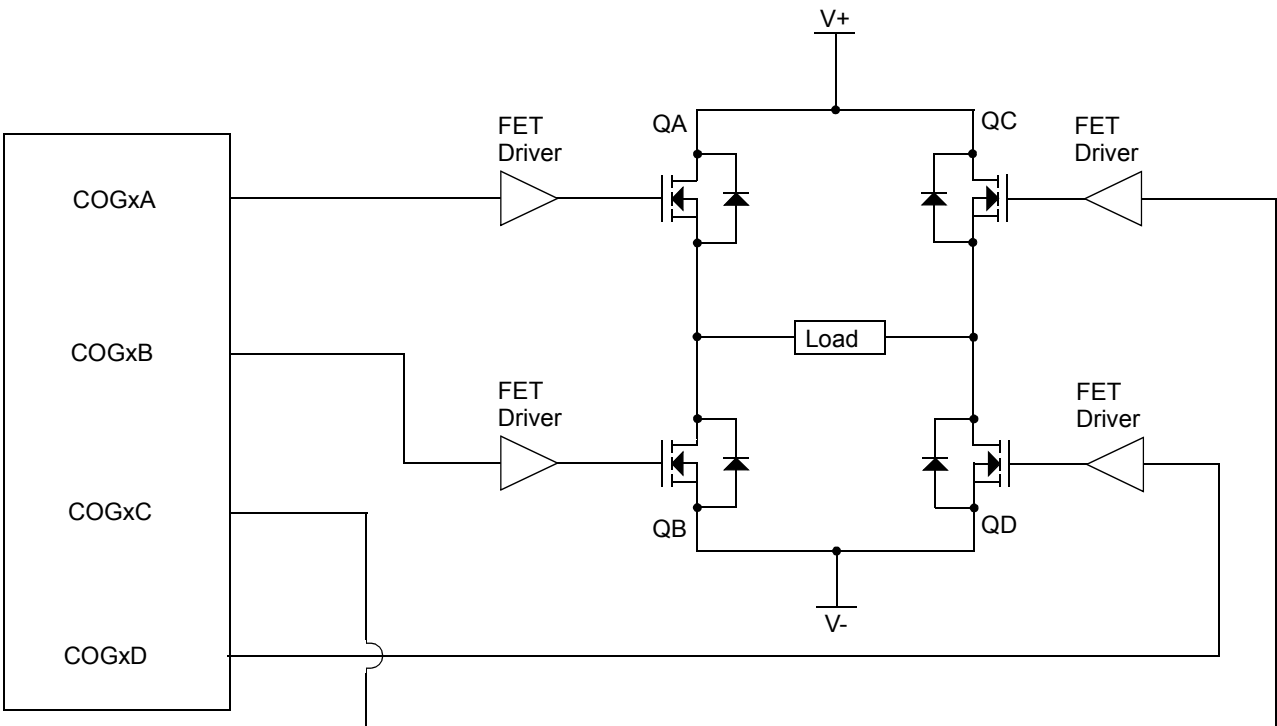 V+
QA
QC
FET
Driver
FET
Driver
COGxA
COGxB
Load
FET
Driver
FET
Driver
COGxC
QB
QD
V-
COGxD